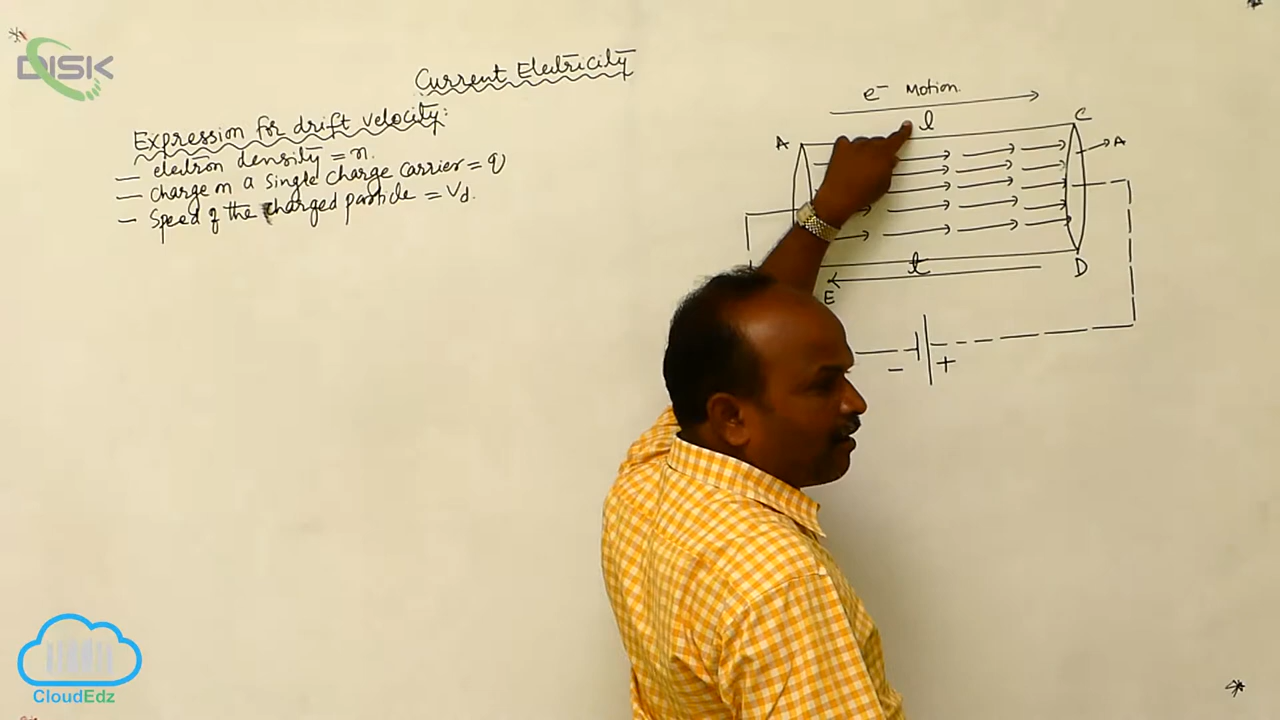 DISK
Current Electricity
Expression for drift velocity:
— electron density = n.
— charge on a single charge carrier = q
— Speed of the charged particle = Vd.
e⁻ Motion.
l
A
C
A
t
D
E
−
+
CloudEdz